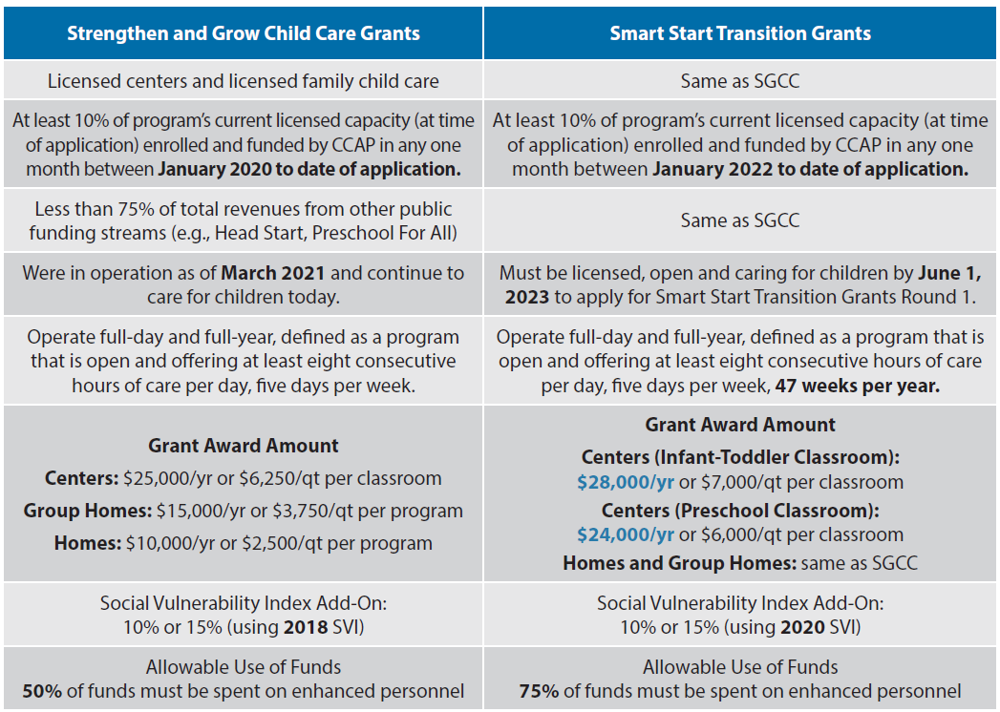 Strengthen and Grow Child Care Grants
Smart Start Transition Grants
Licensed centers and licensed family child care
Same as SGCC
At least 10% of program's current licensed capacity (at time
of application) enrolled and funded by CCAP in any one
month between January 2020 to date of application.
At least 10% of program's current licensed capacity (at time
of application) enrolled and funded by CCAP in any one
month between January 2022 to date of application.
Less than 75% of total revenues from other public
funding streams (e.g., Head Start, Preschool For All)
Same as SGCC
Were in operation as of March 2021 and continue to
care for children today.
Must be licensed, open and caring for children by June 1,
2023 to apply for Smart Start Transition Grants Round 1.
Operate full-day and full-year, defined as a program
that is open and offering at least eight consecutive
hours of care per day, five days per week.
Operate full-day and full-year, defined as a program that is
open and offering at least eight consecutive hours of care
per day, five days per week, 47 weeks per year.
Grant Award Amount
Centers: $25,000/yr or $6,250/qt per classroom
Group Homes: $15,000/yr or $3,750/qt per program
Homes: $10,000/yr or $2,500/qt per program
Grant Award Amount
Centers (Infant-Toddler Classroom):
$28,000/yr or $7,000/qt per classroom
Centers (Preschool Classroom):
$24,000/yr or $6,000/qt per classroom
Homes and Group Homes: same as SGCC
Social Vulnerability Index Add-On:
10% or 15% (using 2018 SVI)
Social Vulnerability Index Add-On:
10% or 15% (using 2020 SVI)
Allowable Use of Funds
50% of funds must be spent on enhanced personnel
Allowable Use of Funds
75% of funds must be spent on enhanced personnel